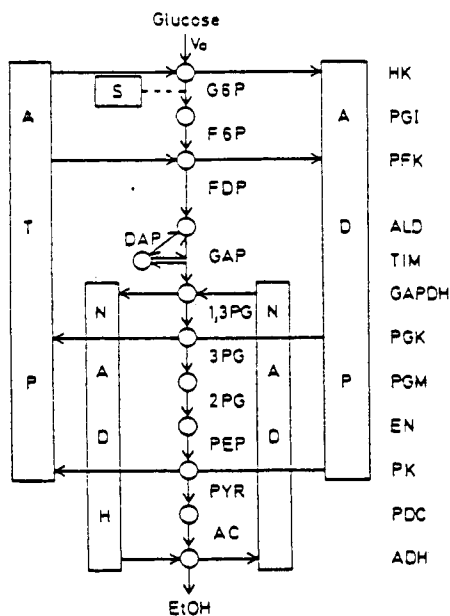 Glucose
Vo
HK
S
G6P
A
A
PGI
F6P
PFK
FDP
T
D
ALD
DAP
GAP
TIM
GAPDH
N
1,3PG
N
PGK
3PG
P
A
A
P
PGM
2PG
D
D
EN
PEP
PK
PYR
H
PDC
AC
ADH
EtOH